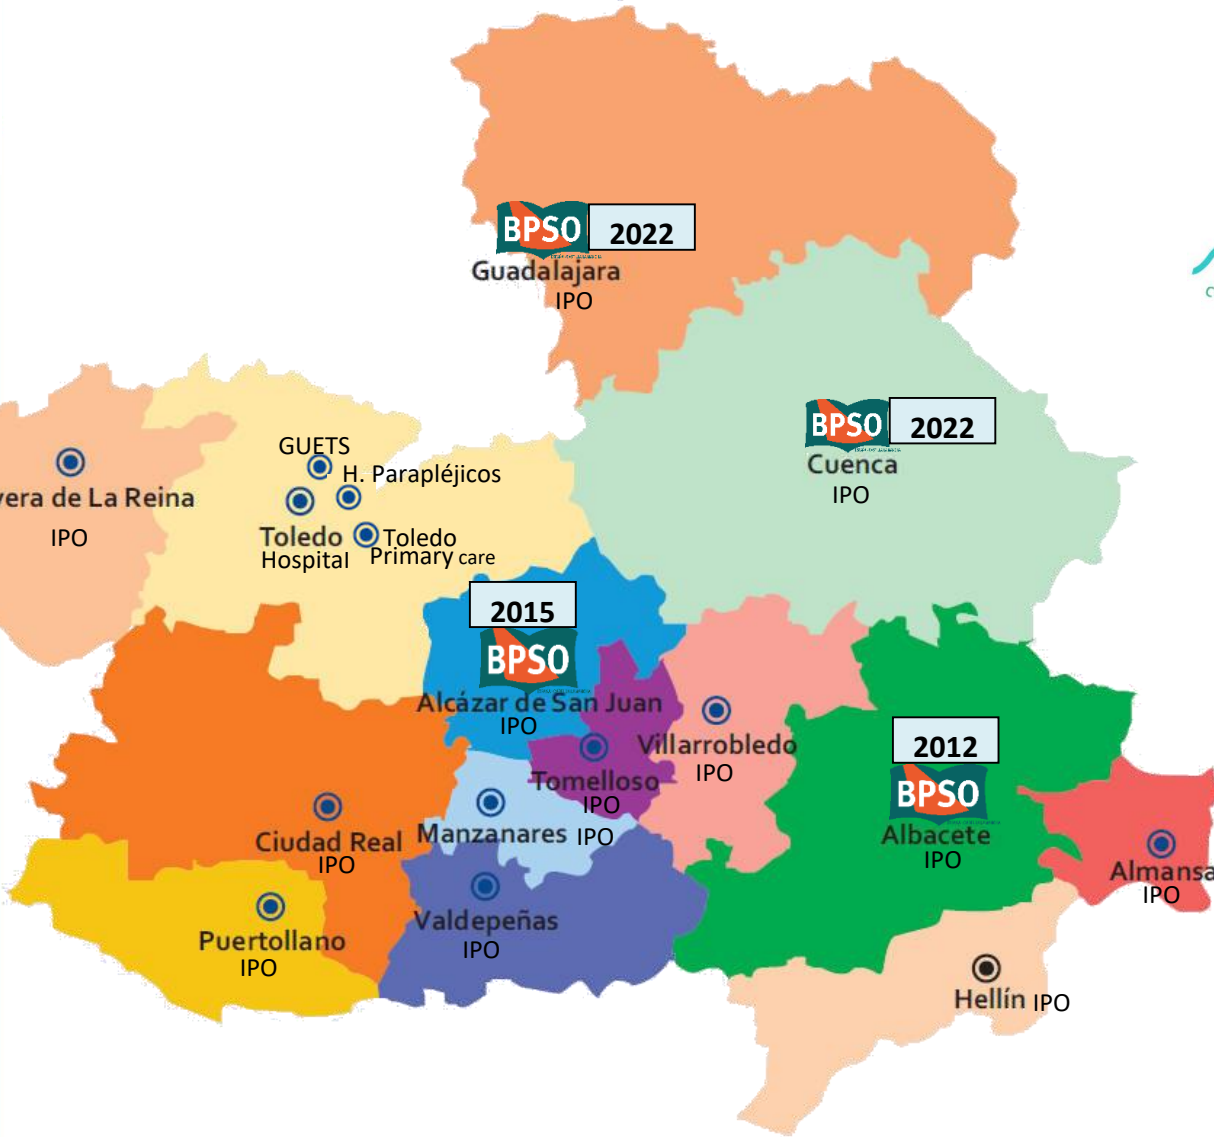 BPSO 2022
Guadalajara
IPO
BPSO 2022
Cuenca
IPO
GUETS
H. Parapléjicos
vera de La Reina
IPO
Toledo
Hospital
Toledo
Primary care
2015
BPSO
Alcázar de San Juan
IPO
Villarrobledo
IPO
Tomelloso
IPO
2012
BPSO
Albacete
IPO
Ciudad Real
IPO
Manzanares IPO
Almansa
IPO
Puertollano
IPO
Valdepeñas
IPO
Hellín IPO